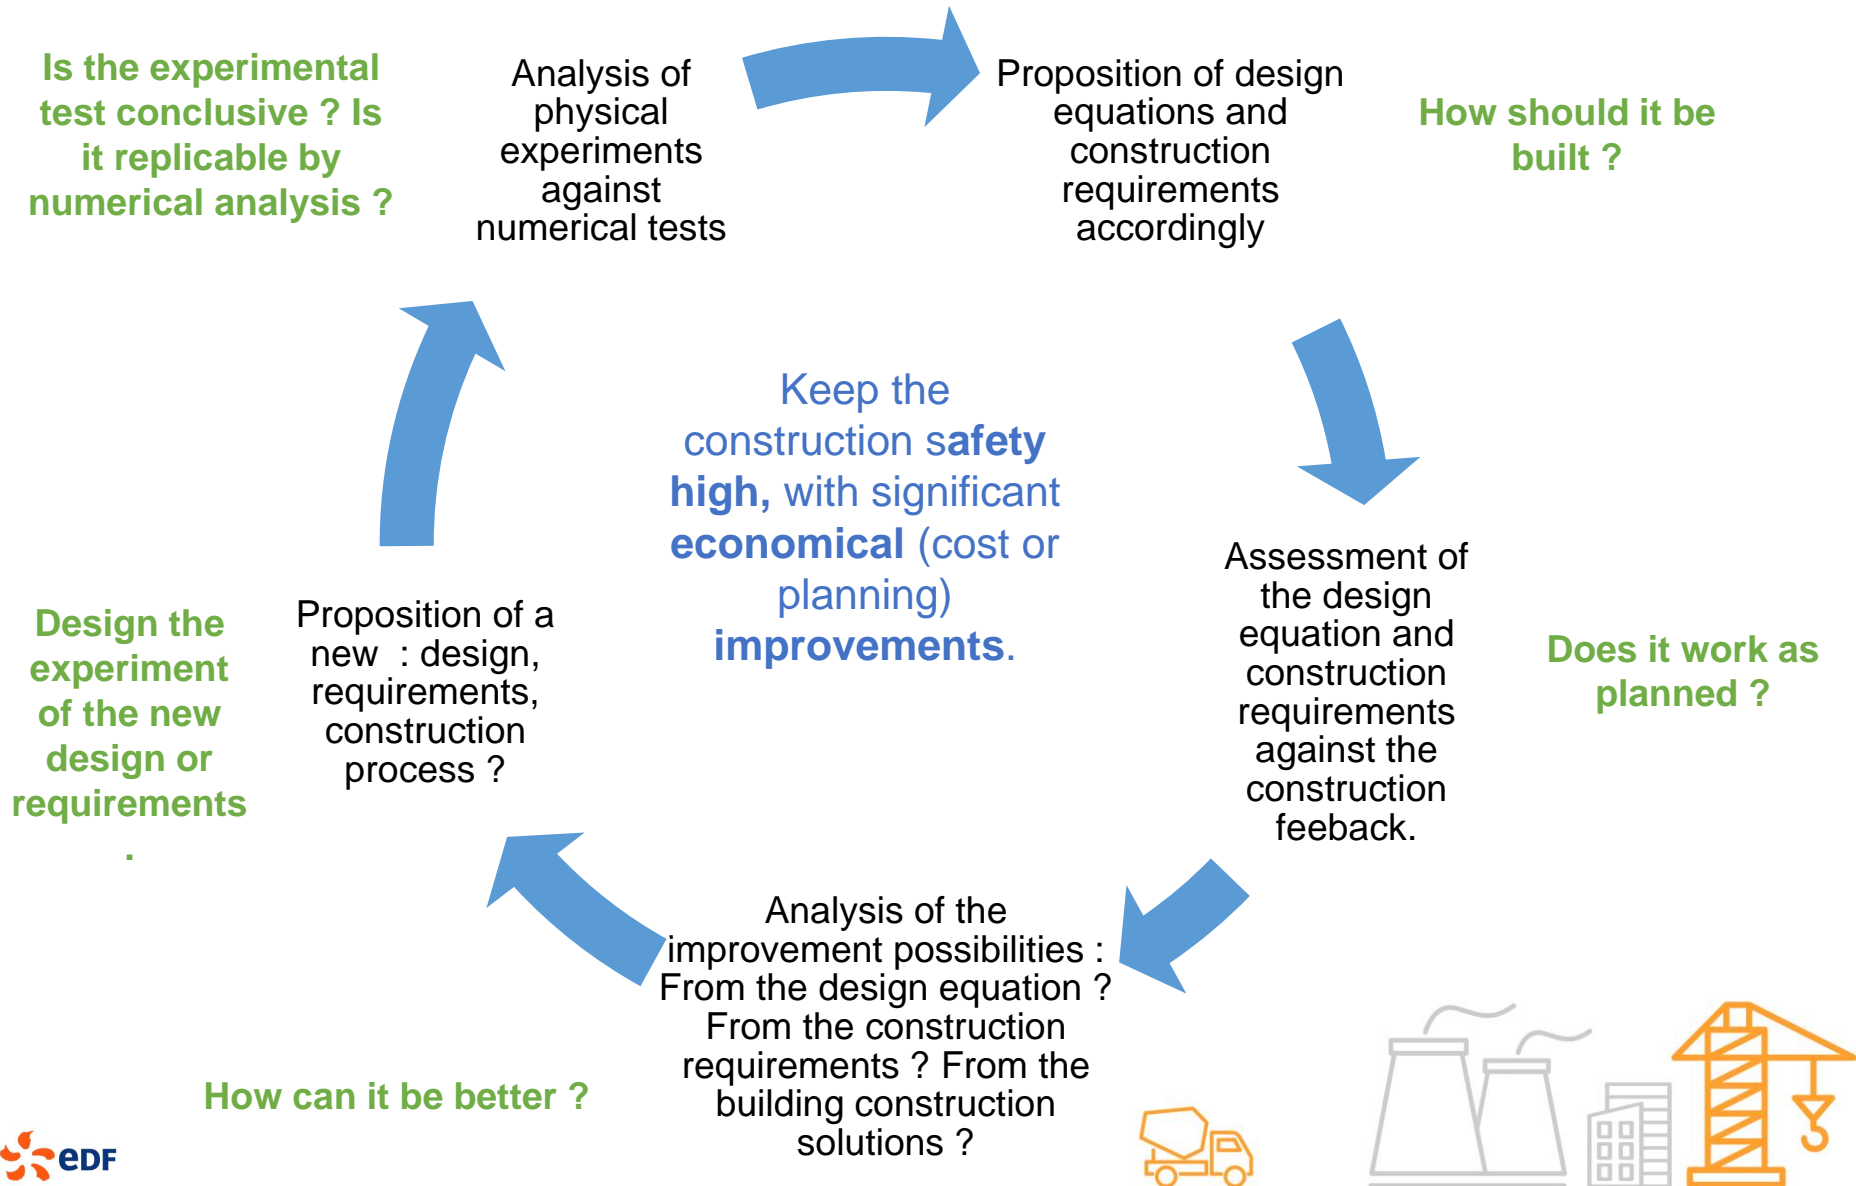 Is the experimental
test conclusive ? Is
it replicable by
numerical analysis ?
Analysis of
physical
experiments
against
numerical tests
Proposition of design
equations and
construction
requirements
accordingly
How should it be
built ?
Keep the
construction safety
high, with significant
economical (cost or
planning)
improvements.
Assessment of
the design
equation and
construction
requirements
against the
construction
feeback.
Does it work as
planned ?
Design the
experiment
of the new
design or
requirements
.
Proposition of a
new  : design,
requirements,
construction
process ?
Analysis of the
improvement possibilities :
From the design equation ?
From the construction
requirements ? From the
building construction
solutions ?
How can it be better ?
eDF